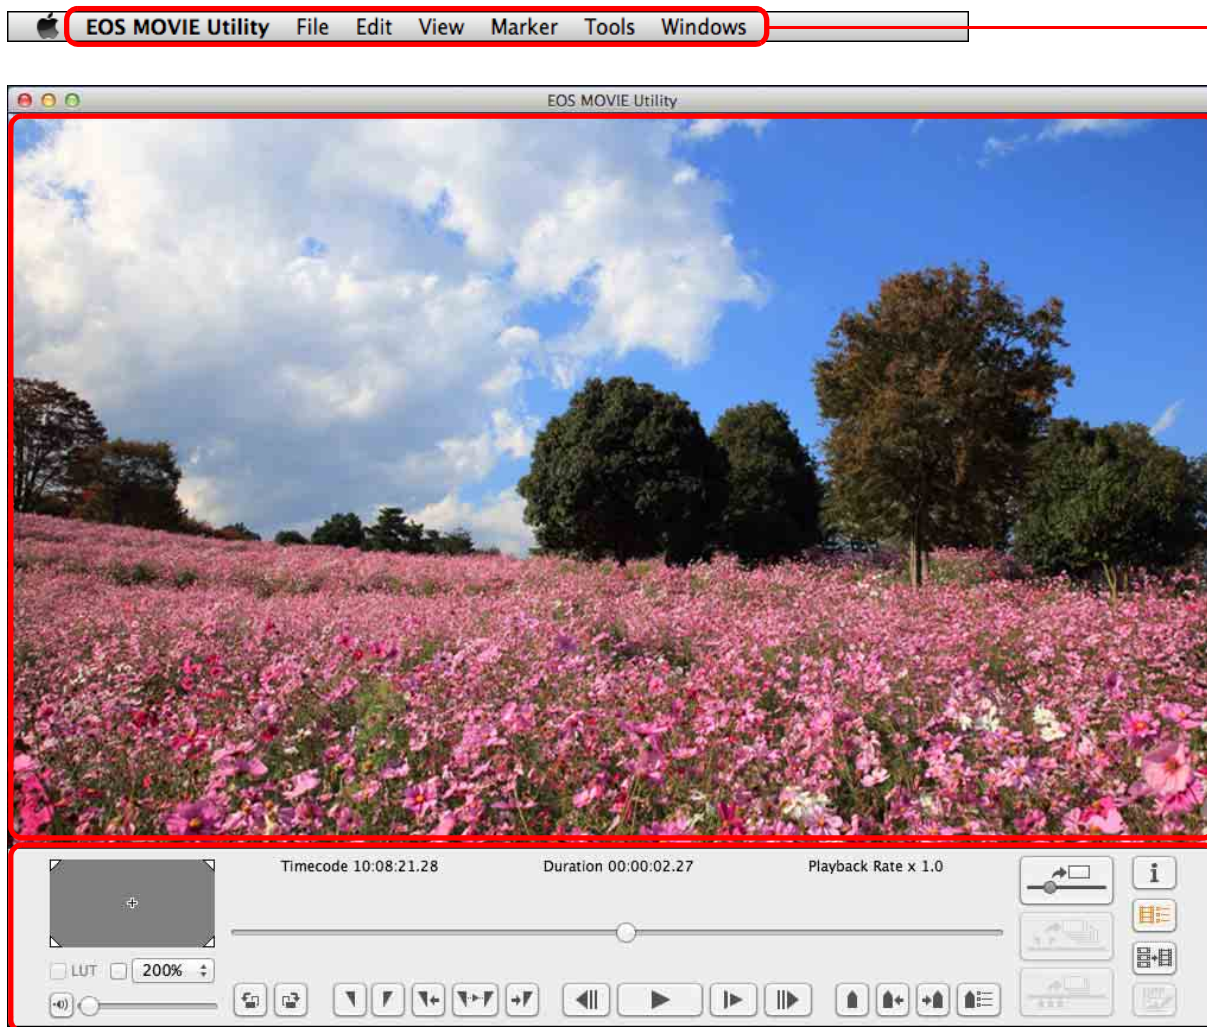 EOS MOVIE Utility File Edit View Marker Tools Windows
EOS MOVIE Utility
Timecode 10:08:21.28 Duration 00:00:02.27 Playback Rate x 1.0
LUT 200%